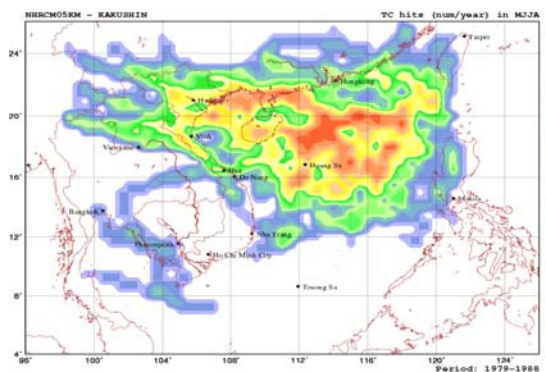 NHRCM05KM - KAKUSHIN TC hits (num/year) in MJJA
24°
20°
16°
12°
8°
4°
Taipei
Hongkong
Hanoi
Vinh
Vientiane
Hue
Da Nang
Hoang Sa
Manila
Bangkok
Nha Trang
Phnompenh
Ho Chi Minh City
Truong Sa
96° 100° 104° 108° 112° 116° 120° 124°
Period: 1979-1988